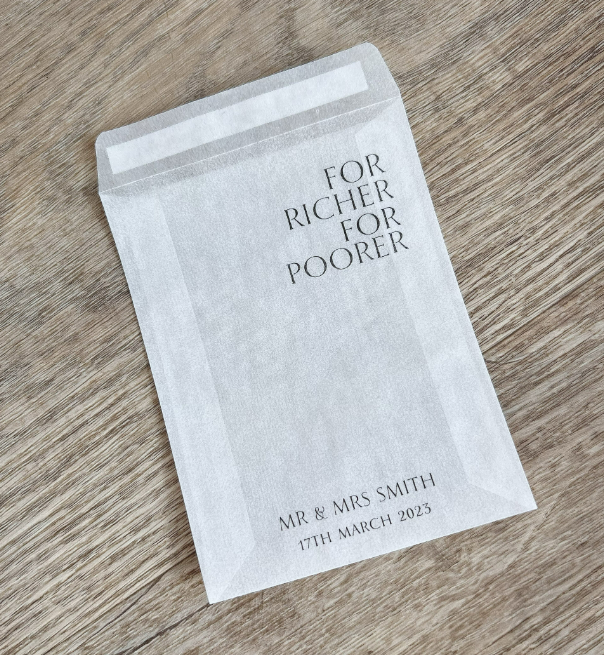 FOR
RICHER
FOR
POORER
MR & MRS SMITH
17TH MARCH 2023